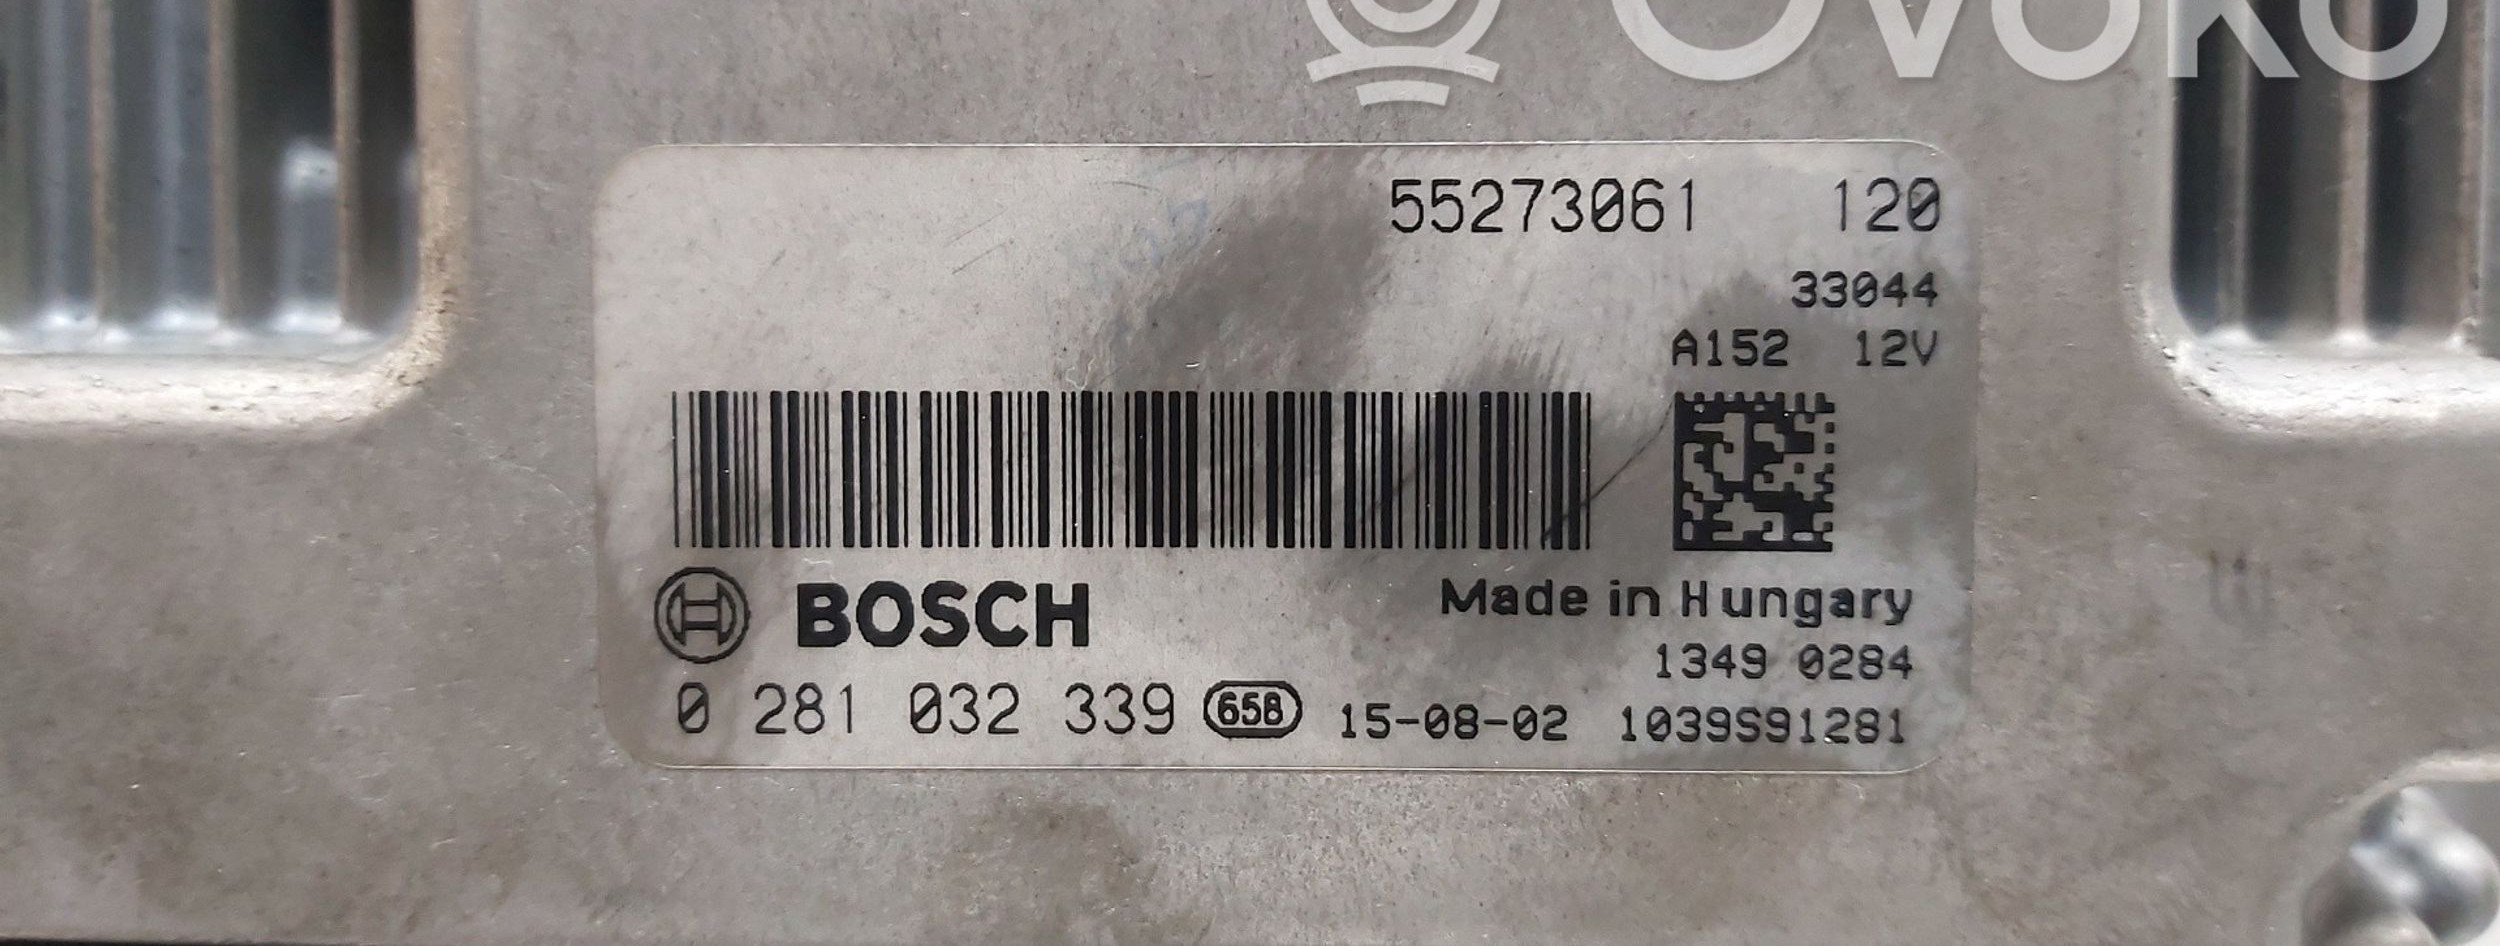 Ovoko
55273061 120
33044
A152 12V
BOSCH
Made in Hungary
1349 0284
0 281 032 339 658 15-08-02 1039S91281